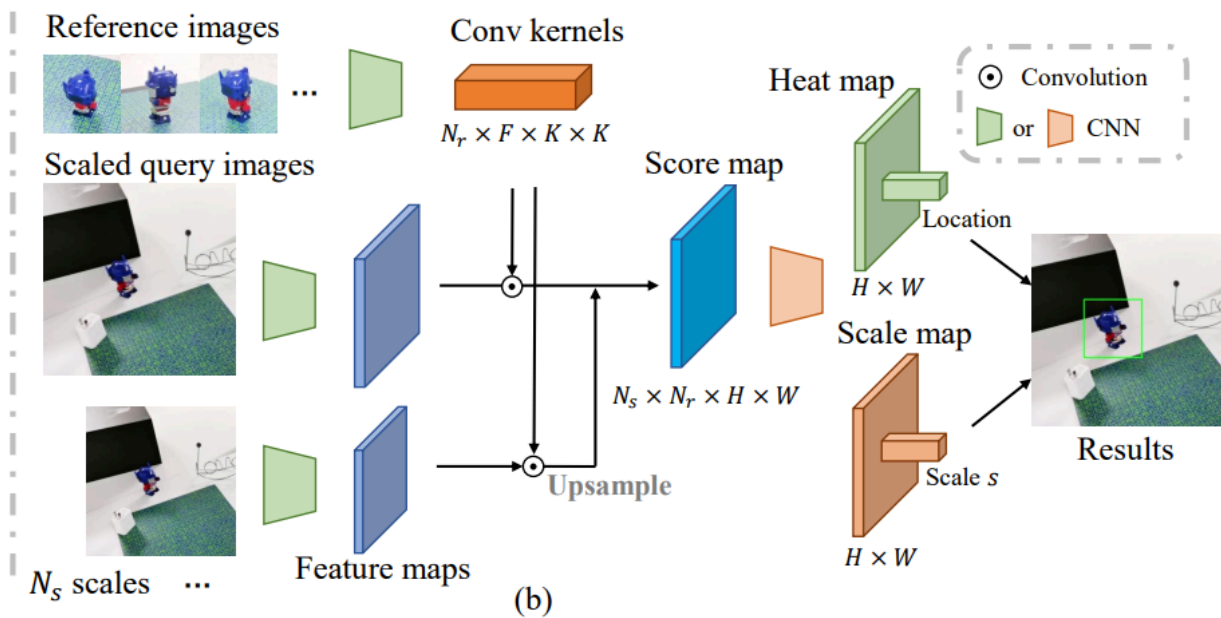 Reference images
...
Conv kernels
N_r × F × K × K
Scaled query images
N_s scales ...
Feature maps
Upsample
Score map
N_s × N_r × H × W
Heat map
Location
H × W
Scale map
Scale s
H × W
Convolution
or CNN
Results
(b)